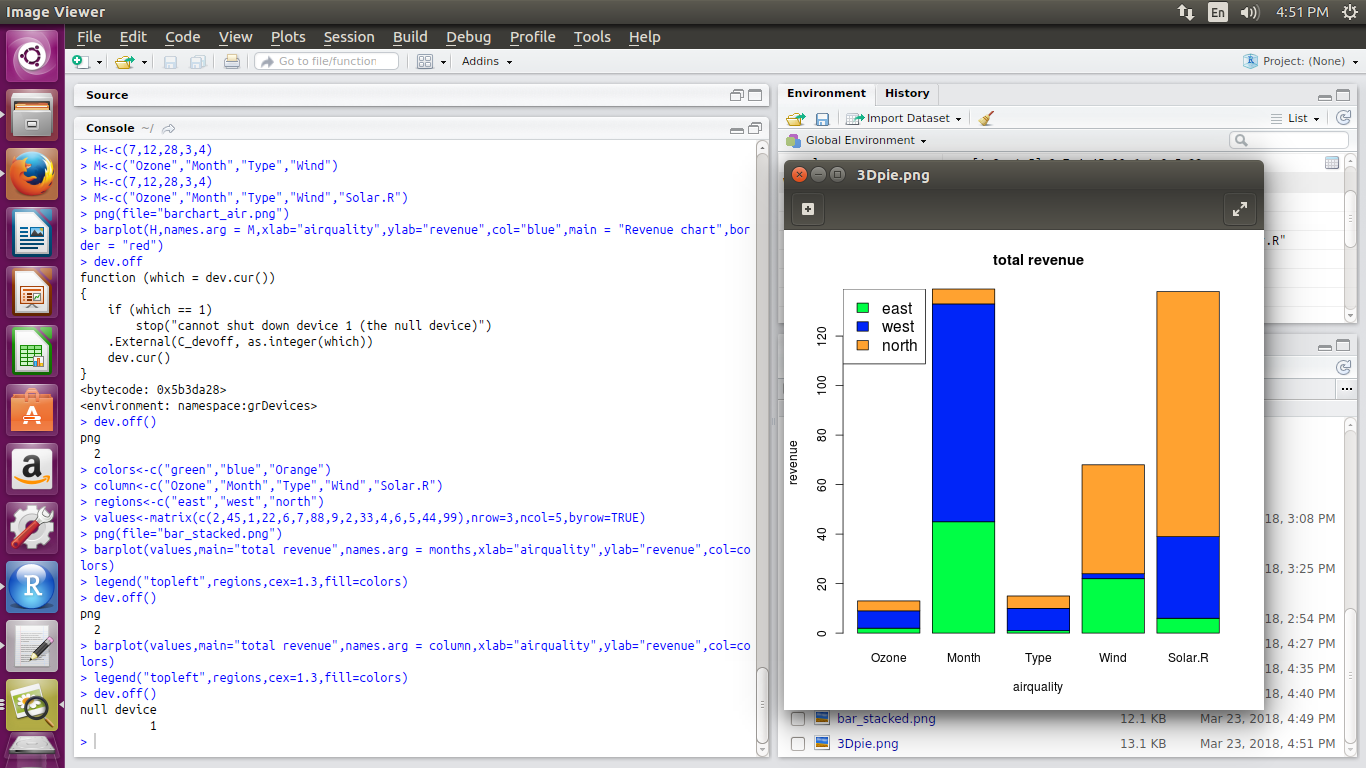 Image Viewer
En
4:51 PM
File Edit Code View Plots Session Build Debug Profile Tools Help
Go to file/function
Addins
Project: (None)
Source
Console ~/
> H<-c(7,12,28,3,4)
> M<-c("Ozone","Month","Type","Wind")
> H<-c(7,12,28,3,4)
> M<-c("Ozone","Month","Type","Wind","Solar.R")
> png(file="barchart_air.png")
> barplot(H,names.arg = M,xlab="airquality",ylab="revenue",col="blue",main = "Revenue chart",bor
der = "red")
> dev.off
function (which = dev.cur())
{
    if (which == 1)
        stop("cannot shut down device 1 (the null device)")
    .External(C_devoff, as.integer(which))
    dev.cur()
}
<bytecode: 0x5b3da28>
<environment: namespace:grDevices>
> dev.off()
png
  2
> colors<-c("green","blue","Orange")
> column<-c("Ozone","Month","Type","Wind","Solar.R")
> regions<-c("east","west","north")
> values<-matrix(c(2,45,1,22,6,7,88,9,2,33,4,6,5,44,99),nrow=3,ncol=5,byrow=TRUE)
> png(file="bar_stacked.png")
> barplot(values,main="total revenue",names.arg = months,xlab="airquality",ylab="revenue",col=co
lors)
> legend("topleft",regions,cex=1.3,fill=colors)
> dev.off()
png
  2
> barplot(values,main="total revenue",names.arg = column,xlab="airquality",ylab="revenue",col=co
lors)
> legend("topleft",regions,cex=1.3,fill=colors)
> dev.off()
null device
          1
>
Environment History
Import Dataset
List
Global Environment
.R"
3Dpie.png
total revenue
east
west
north
revenue
0 20 40 60 80 100 120
Ozone Month Type Wind Solar.R
airquality
18, 3:08 PM
18, 3:25 PM
18, 2:54 PM
18, 4:27 PM
18, 4:35 PM
18, 4:40 PM
bar_stacked.png 12.1 KB Mar 23, 2018, 4:49 PM
3Dpie.png 13.1 KB Mar 23, 2018, 4:51 PM